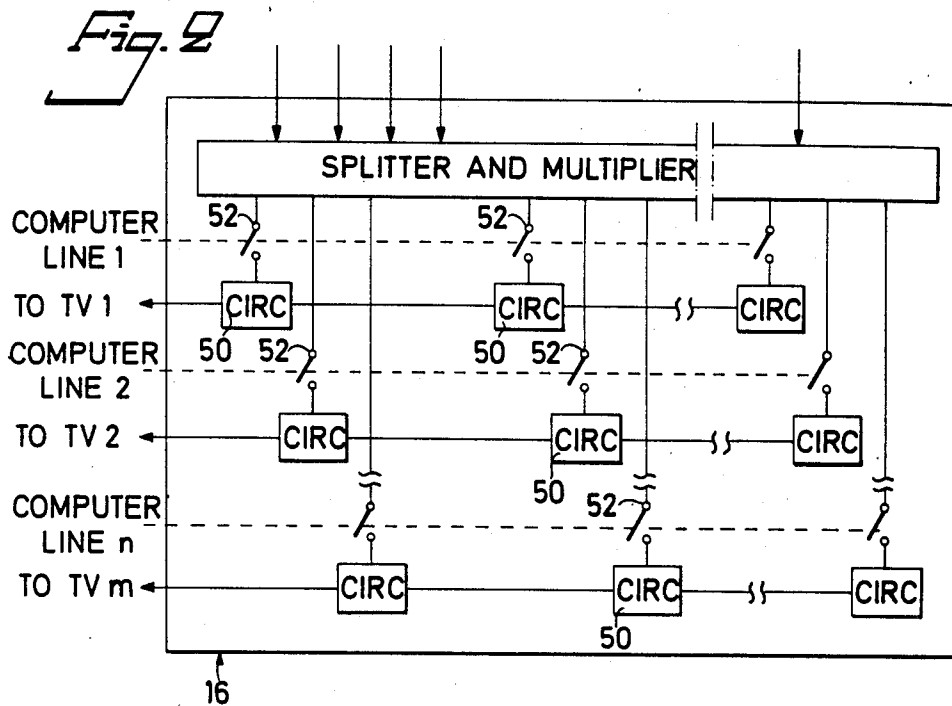 Fig. 2
SPLITTER AND MULTIPLIER
COMPUTER
LINE 1
52
52
TO TV 1
CIRC
CIRC
CIRC
50
50
COMPUTER
LINE 2
52
52
TO TV 2
CIRC
CIRC
CIRC
50
COMPUTER
LINE n
52
TO TV m
CIRC
CIRC
CIRC
50
16